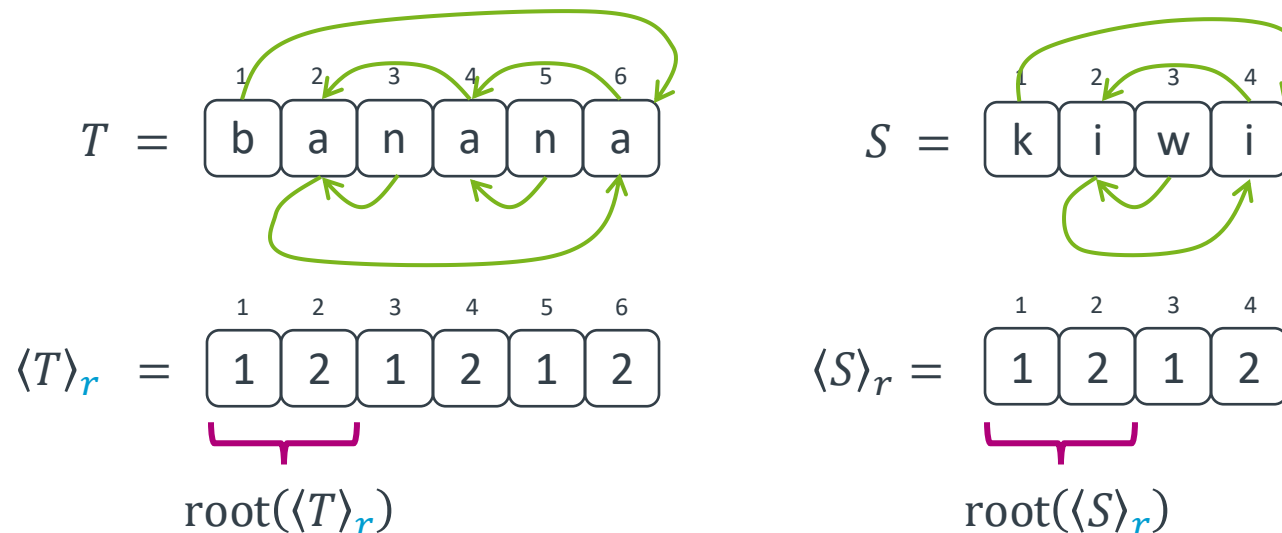 1 2 3 4 5 6
T = b a n a n a
1 2 3 4
S = k i w i
1 2 3 4 5 6
⟨T⟩r = 1 2 1 2 1 2
root(⟨T⟩r)
1 2 3 4
⟨S⟩r = 1 2 1 2
root(⟨S⟩r)